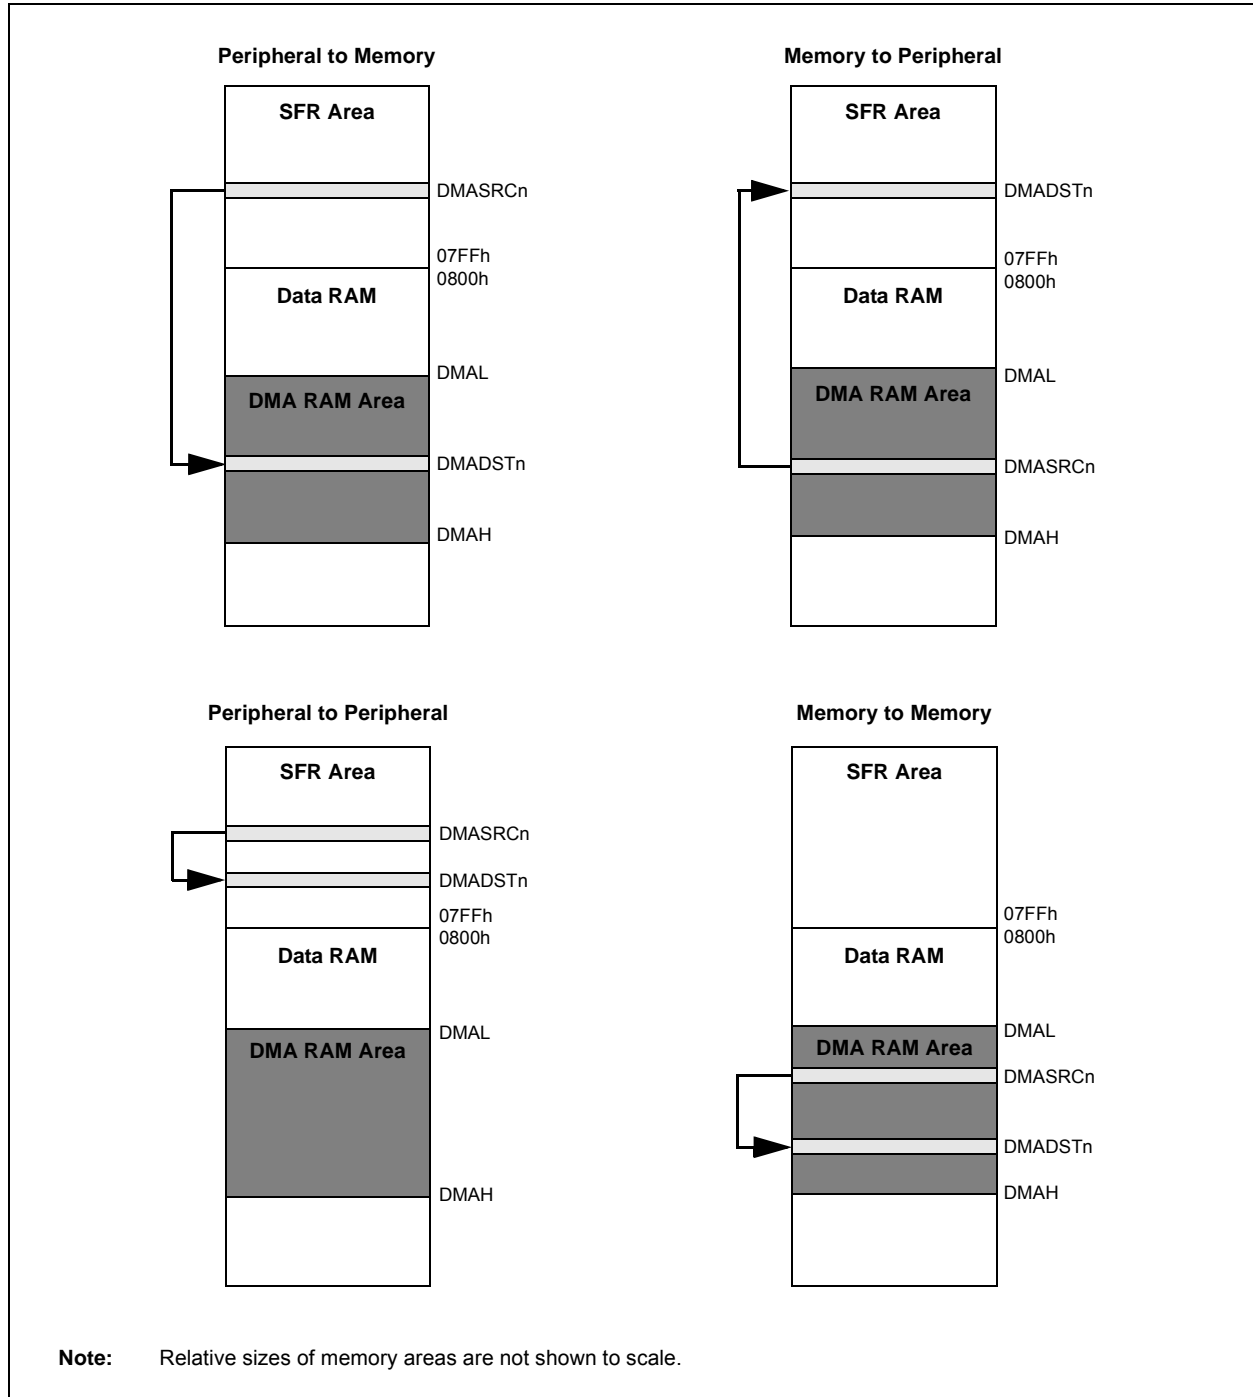 Peripheral to Memory
SFR Area
DMASRCn
07FFh
0800h
Data RAM
DMAL
DMA RAM Area
DMADSTn
DMAH
Memory to Peripheral
SFR Area
DMADSTn
07FFh
0800h
Data RAM
DMAL
DMA RAM Area
DMASRCn
DMAH
Peripheral to Peripheral
SFR Area
DMASRCn
DMADSTn
07FFh
0800h
Data RAM
DMAL
DMA RAM Area
DMAH
Memory to Memory
SFR Area
07FFh
0800h
Data RAM
DMAL
DMA RAM Area
DMASRCn
DMADSTn
DMAH
Note: Relative sizes of memory areas are not shown to scale.